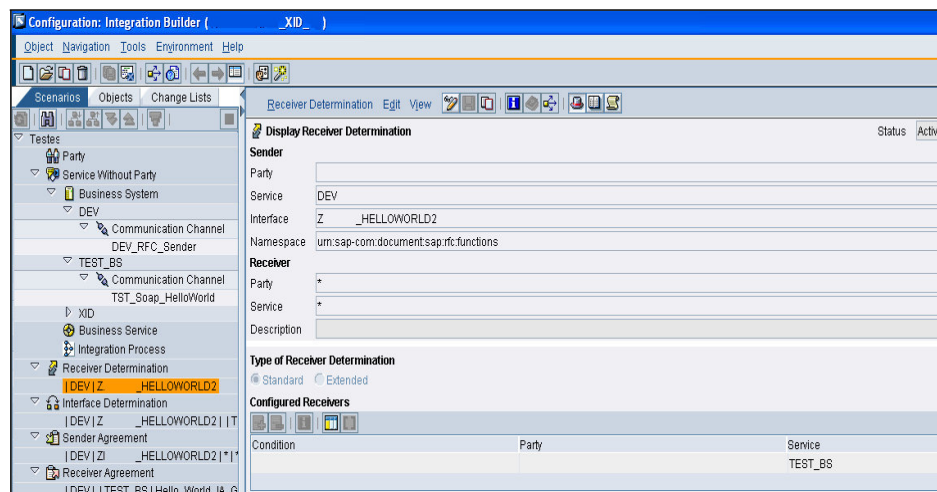 Configuration: Integration Builder ( _XID_ )
Object Navigation Tools Environment Help
Scenarios Objects Change Lists
Testes
Party
Service Without Party
Business System
DEV
Communication Channel
DEV_RFC_Sender
TEST_BS
Communication Channel
TST_Soap_HelloWorld
XID
Business Service
Integration Process
Receiver Determination
|DEV|Z _HELLOWORLD2
Interface Determination
|DEV|Z _HELLOWORLD2||T
Sender Agreement
|DEV|ZI _HELLOWORLD2|*|*
Receiver Agreement
|DEV||TEST_BS|Hello_World_IA_G
Receiver Determination Edit View
Display Receiver Determination Status Activ
Sender
Party
Service DEV
Interface Z _HELLOWORLD2
Namespace urn:sap-com:document:sap:rfc:functions
Receiver
Party *
Service *
Description
Type of Receiver Determination
Standard Extended
Configured Receivers
Condition Party Service
TEST_BS